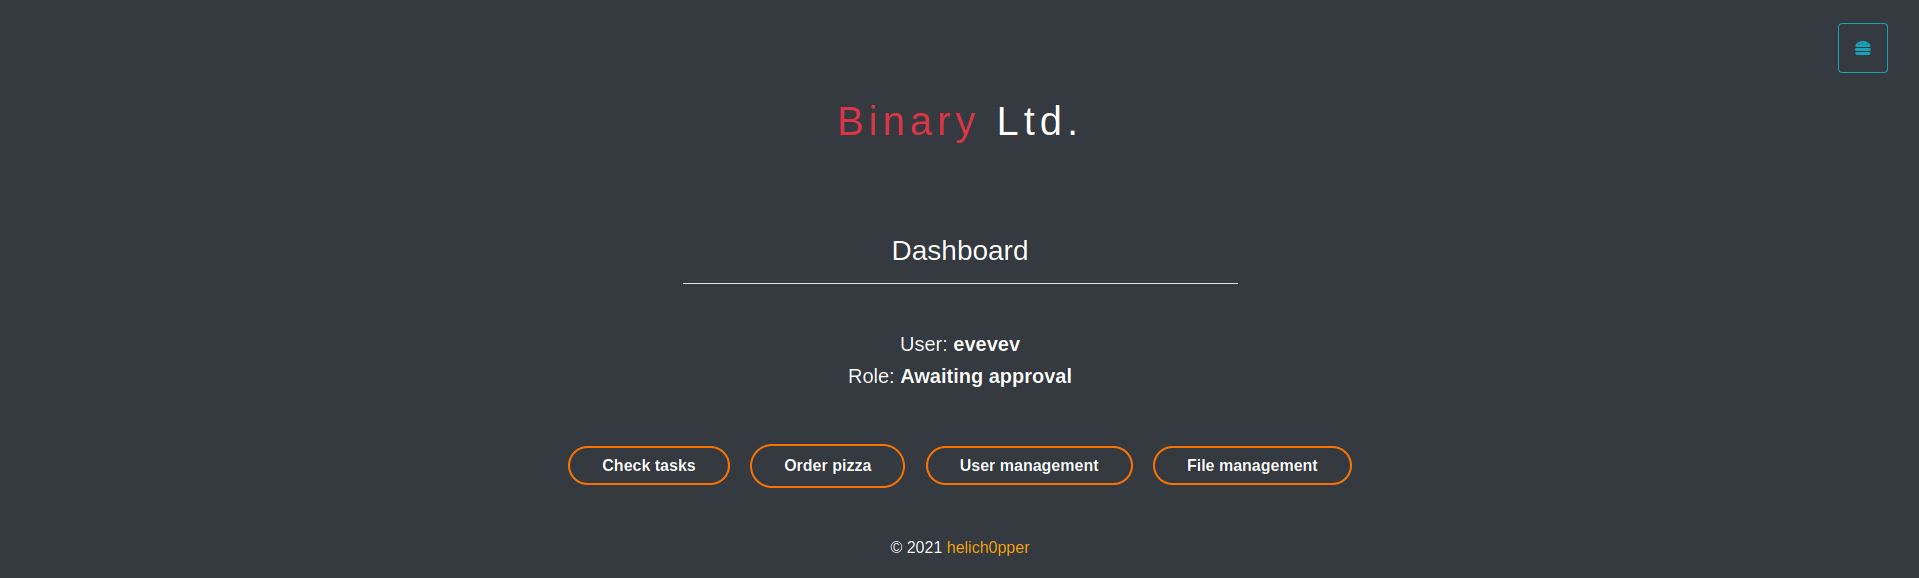 Binary Ltd.
Dashboard
User: evevev
Role: Awaiting approval
Check tasks Order pizza User management File management
© 2021 helich0pper